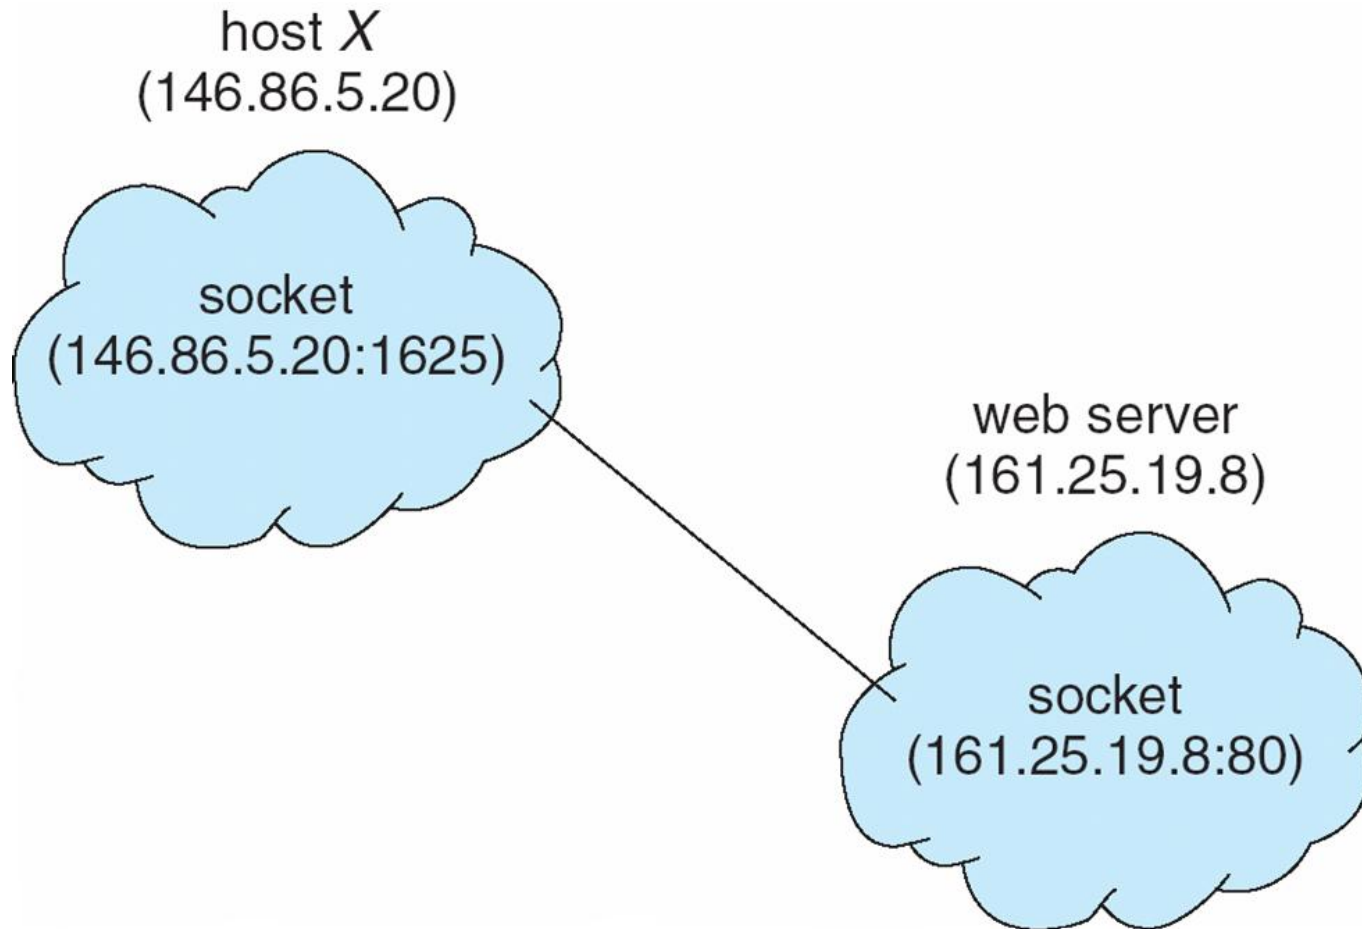 host X
(146.86.5.20)
socket
(146.86.5.20:1625)
web server
(161.25.19.8)
socket
(161.25.19.8:80)